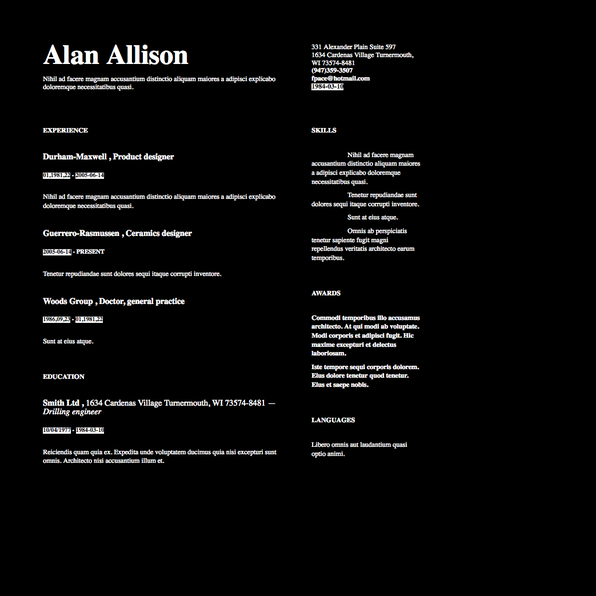 Alan Allison
Nihil ad facere magnam accusantium distinctio aliquam maiores a adipisci explicabo
doloremque necessitatibus quasi.
331 Alexander Plain Suite 597
1634 Cardenas Village Turnermouth,
WI 73574-8481
(947)359-3507
fpace@hotmail.com
1984-03-10
EXPERIENCE
Durham-Maxwell , Product designer
01.1981.22 - 2005-06-14
Nihil ad facere magnam accusantium distinctio aliquam maiores a adipisci explicabo
doloremque necessitatibus quasi.
Guerrero-Rasmussen , Ceramics designer
2005-06-14 - PRESENT
Tenetur repudiandae sunt dolores sequi itaque corrupti inventore.
Woods Group , Doctor, general practice
1986.09.23 - 01.1981.22
Sunt at eius atque.
EDUCATION
Smith Ltd , 1634 Cardenas Village Turnermouth, WI 73574-8481 —
Drilling engineer
10/04/1977 - 1984-03-10
Reiciendis quam quia ex. Expedita unde voluptatem ducimus quia nisi excepturi sunt
omnis. Architecto nisi accusantium illum et.
SKILLS
Nihil ad facere magnam
accusantium distinctio aliquam maiores
a adipisci explicabo doloremque
necessitatibus quasi.
Tenetur repudiandae sunt
dolores sequi itaque corrupti inventore.
Sunt at eius atque.
Omnis ab perspiciatis
tenetur sapiente fugit magni
repellendus veritatis architecto earum
temporibus.
AWARDS
Commodi temporibus illo accusamus
architecto. At qui modi ab voluptate.
Modi corporis et adipisci fugit. Hic
maxime excepturi et delectus
laboriosam.
Iste tempore sequi corporis dolorem.
Eius dolore tenetur quod tenetur.
Eius et saepe nobis.
LANGUAGES
Libero omnis aut laudantium quasi
optio animi.